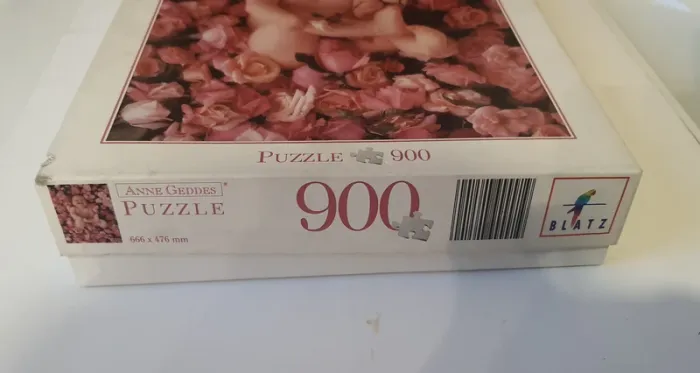 PUZZLE 900
ANNE GEDDES®
PUZZLE
666 x 476 mm
900
BLATZ